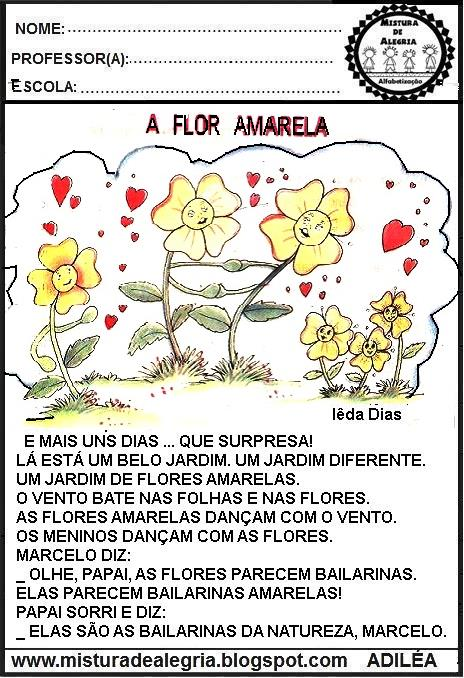 NOME:
MISTURA
DE
ALEGRIA
Alfabetização
PROFESSOR(A):
ESCOLA:
A FLOR AMARELA
Iêda Dias
E MAIS UNS DIAS ... QUE SURPRESA!
LÁ ESTÁ UM BELO JARDIM. UM JARDIM DIFERENTE.
UM JARDIM DE FLORES AMARELAS.
O VENTO BATE NAS FOLHAS E NAS FLORES.
AS FLORES AMARELAS DANÇAM COM O VENTO.
OS MENINOS DANÇAM COM AS FLORES.
MARCELO DIZ:
_ OLHE, PAPAI, AS FLORES PARECEM BAILARINAS.
ELAS PARECEM BAILARINAS AMARELAS!
PAPAI SORRI E DIZ:
_ ELAS SÃO AS BAILARINAS DA NATUREZA, MARCELO.
www.misturadealegria.blogspot.com ADILÉA